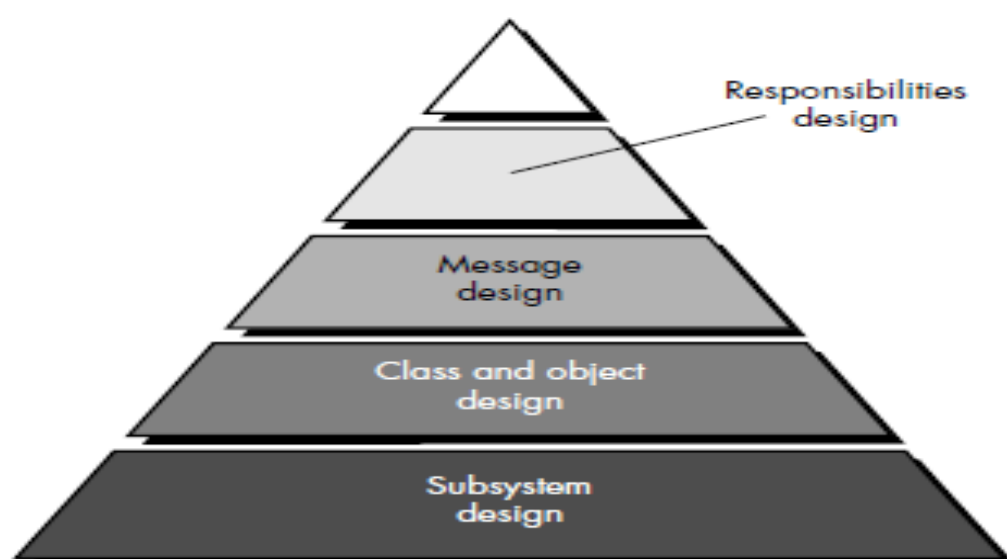 Responsibilities
design
Message
design
Class and object
design
Subsystem
design